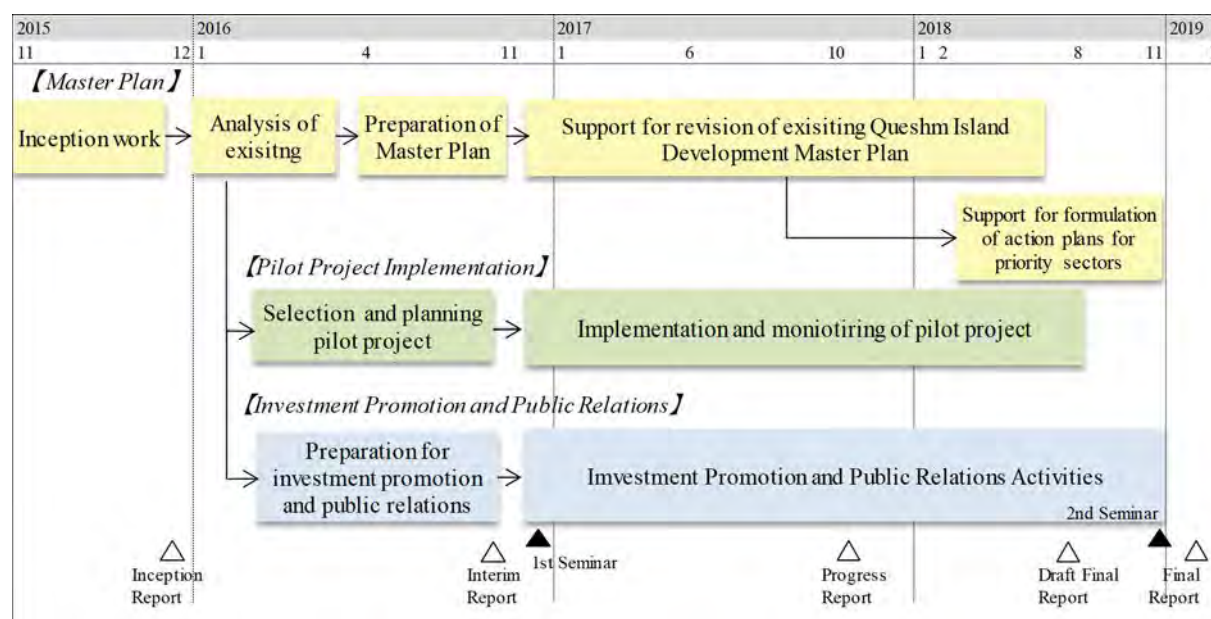 2015 2016 2017 2018 2019
11 12 1 4 11 1 6 10 1 2 8 11
【Master Plan】
Inception work
Analysis of
exisitng
Preparation of
Master Plan
Support for revision of exisiting Queshm Island
Development Master Plan
Support for formulation
of action plans for
priority sectors
【Pilot Project Implementation】
Selection and planning
pilot project
Implementation and moniotiring of pilot project
【Investment Promotion and Public Relations】
Preparation for
investment promotion
and public relations
Imvestment Promotion and Public Relations Activities
2nd Seminar
Inception
Report
Interim
Report
1st Seminar
Progress
Report
Draft Final
Report
Final
Report